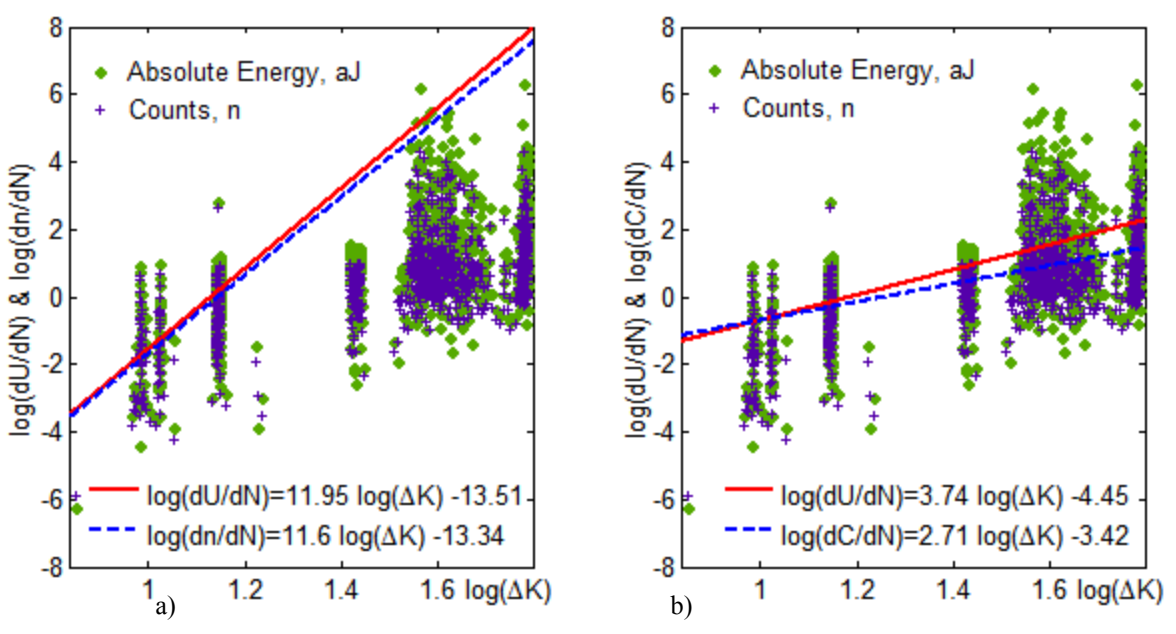 8
6
4
2
0
-2
-4
-6
-8
log(dU/dN) & log(dn/dN)
Absolute Energy, aJ
Counts, n
log(dU/dN)=11.95 log(ΔK) -13.51
log(dn/dN)=11.6 log(ΔK) -13.34
1 1.2 1.4 1.6 log(ΔK)
a)
8
6
4
2
0
-2
-4
-6
-8
log(dU/dN) & log(dC/dN)
Absolute Energy, aJ
Counts, n
log(dU/dN)=3.74 log(ΔK) -4.45
log(dC/dN)=2.71 log(ΔK) -3.42
1 1.2 1.4 1.6 log(ΔK)
b)